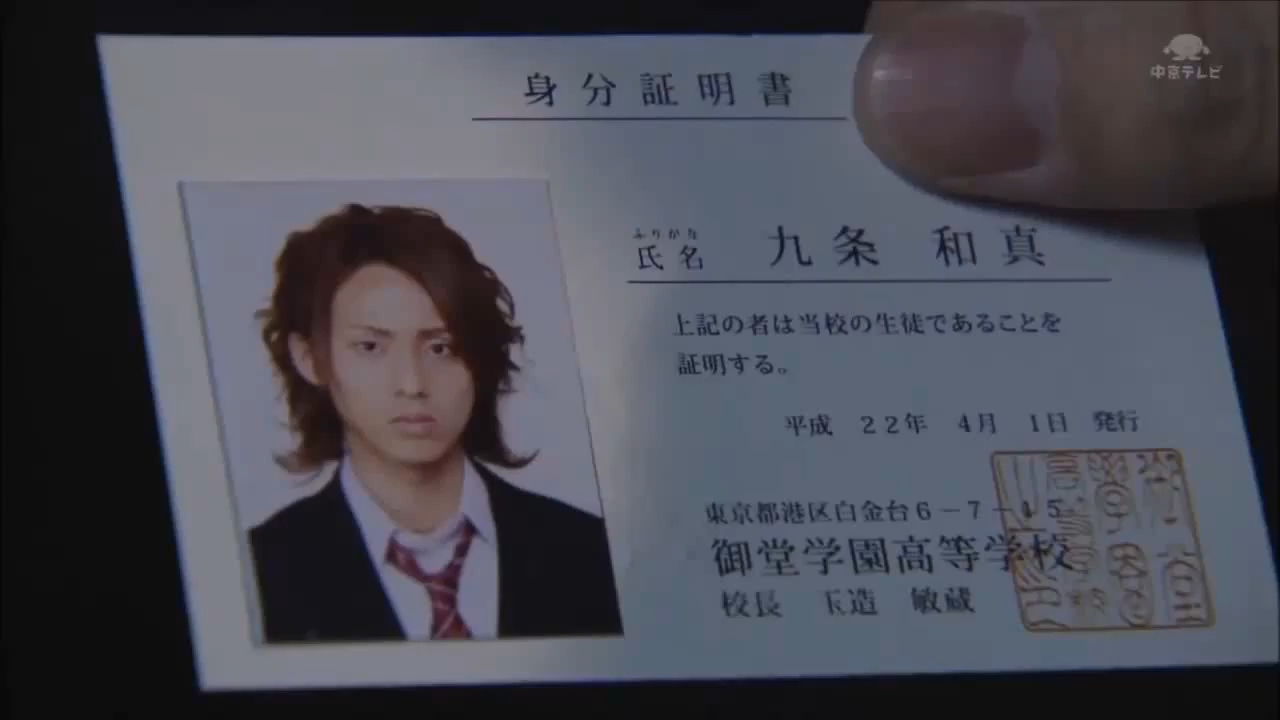 中京テレビ
身分証明書
ふりがな
氏名 九条 和真
上記の者は当校の生徒であることを
証明する。
平成 22年 4月 1日 発行
東京都港区白金台6-7-15
御堂学園高等学校
校長 玉造 敏蔵